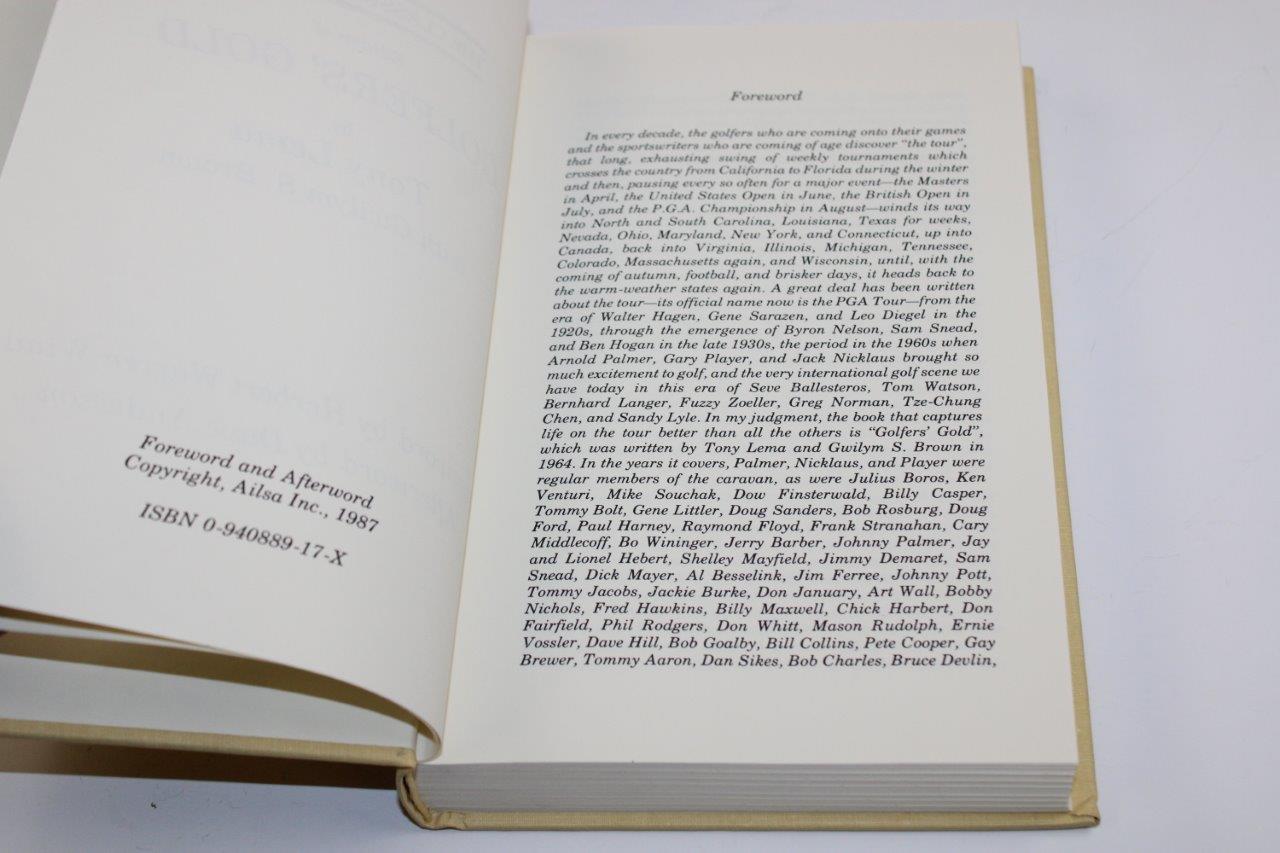 Foreword and Afterword
Copyright, Ailsa Inc., 1987
ISBN 0-940889-17-X
Foreword
In every decade, the golfers who are coming onto their games
and the sportswriters who are coming of age discover "the tour",
that long, exhausting swing of weekly tournaments which
crosses the country from California to Florida during the winter
and then, pausing every so often for a major event—the Masters
in April, the United States Open in June, the British Open in
July, and the P.G.A. Championship in August—winds its way
into North and South Carolina, Louisiana, Texas for weeks,
Nevada, Ohio, Maryland, New York, and Connecticut, up into
Canada, back into Virginia, Illinois, Michigan, Tennessee,
Colorado, Massachusetts again, and Wisconsin, until, with the
coming of autumn, football, and brisker days, it heads back to
the warm-weather states again. A great deal has been written
about the tour—its official name now is the PGA Tour—from the
era of Walter Hagen, Gene Sarazen, and Leo Diegel in the
1920s, through the emergence of Byron Nelson, Sam Snead,
and Ben Hogan in the late 1930s, the period in the 1960s when
Arnold Palmer, Gary Player, and Jack Nicklaus brought so
much excitement to golf, and the very international golf scene we
have today in this era of Seve Ballesteros, Tom Watson,
Bernhard Langer, Fuzzy Zoeller, Greg Norman, Tze-Chung
Chen, and Sandy Lyle. In my judgment, the book that captures
life on the tour better than all the others is "Golfers' Gold",
which was written by Tony Lema and Gwilym S. Brown in
1964. In the years it covers, Palmer, Nicklaus, and Player were
regular members of the caravan, as were Julius Boros, Ken
Venturi, Mike Souchak, Dow Finsterwald, Billy Casper,
Tommy Bolt, Gene Littler, Doug Sanders, Bob Rosburg, Doug
Ford, Paul Harney, Raymond Floyd, Frank Stranahan, Cary
Middlecoff, Bo Wininger, Jerry Barber, Johnny Palmer, Jay
and Lionel Hebert, Shelley Mayfield, Jimmy Demaret, Sam
Snead, Dick Mayer, Al Besselink, Jim Ferree, Johnny Pott,
Tommy Jacobs, Jackie Burke, Don January, Art Wall, Bobby
Nichols, Fred Hawkins, Billy Maxwell, Chick Harbert, Don
Fairfield, Phil Rodgers, Don Whitt, Mason Rudolph, Ernie
Vossler, Dave Hill, Bob Goalby, Bill Collins, Pete Cooper, Gay
Brewer, Tommy Aaron, Dan Sikes, Bob Charles, Bruce Devlin,